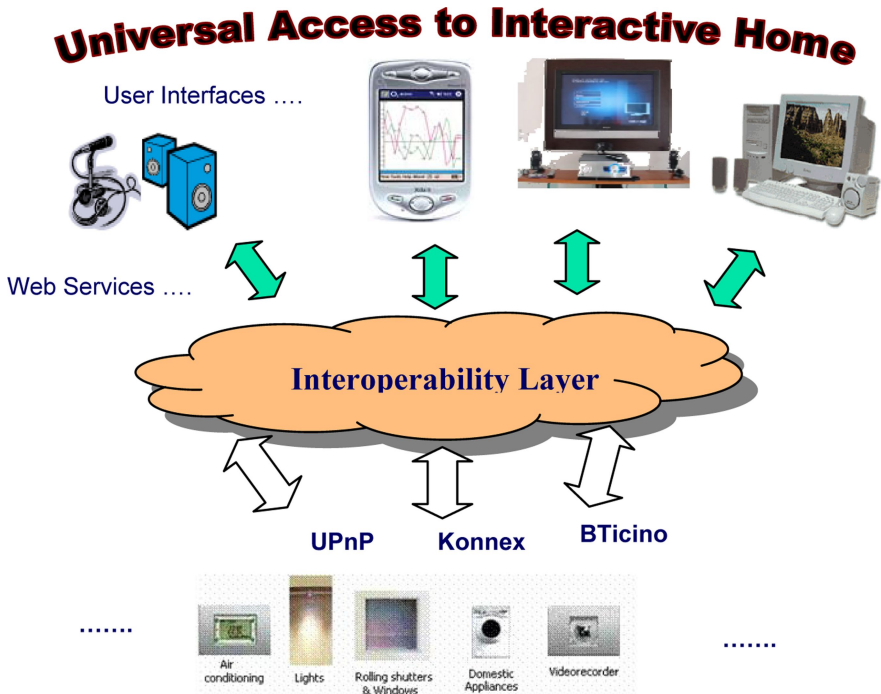 Universal Access to Interactive Home
User Interfaces ….
Web Services ….
Interoperability Layer
UPnP
Konnex
BTicino
.......
.......
Air
conditioning
Lights
Rolling shutters
& Windows
Domestic
Appliances
Videorecorder